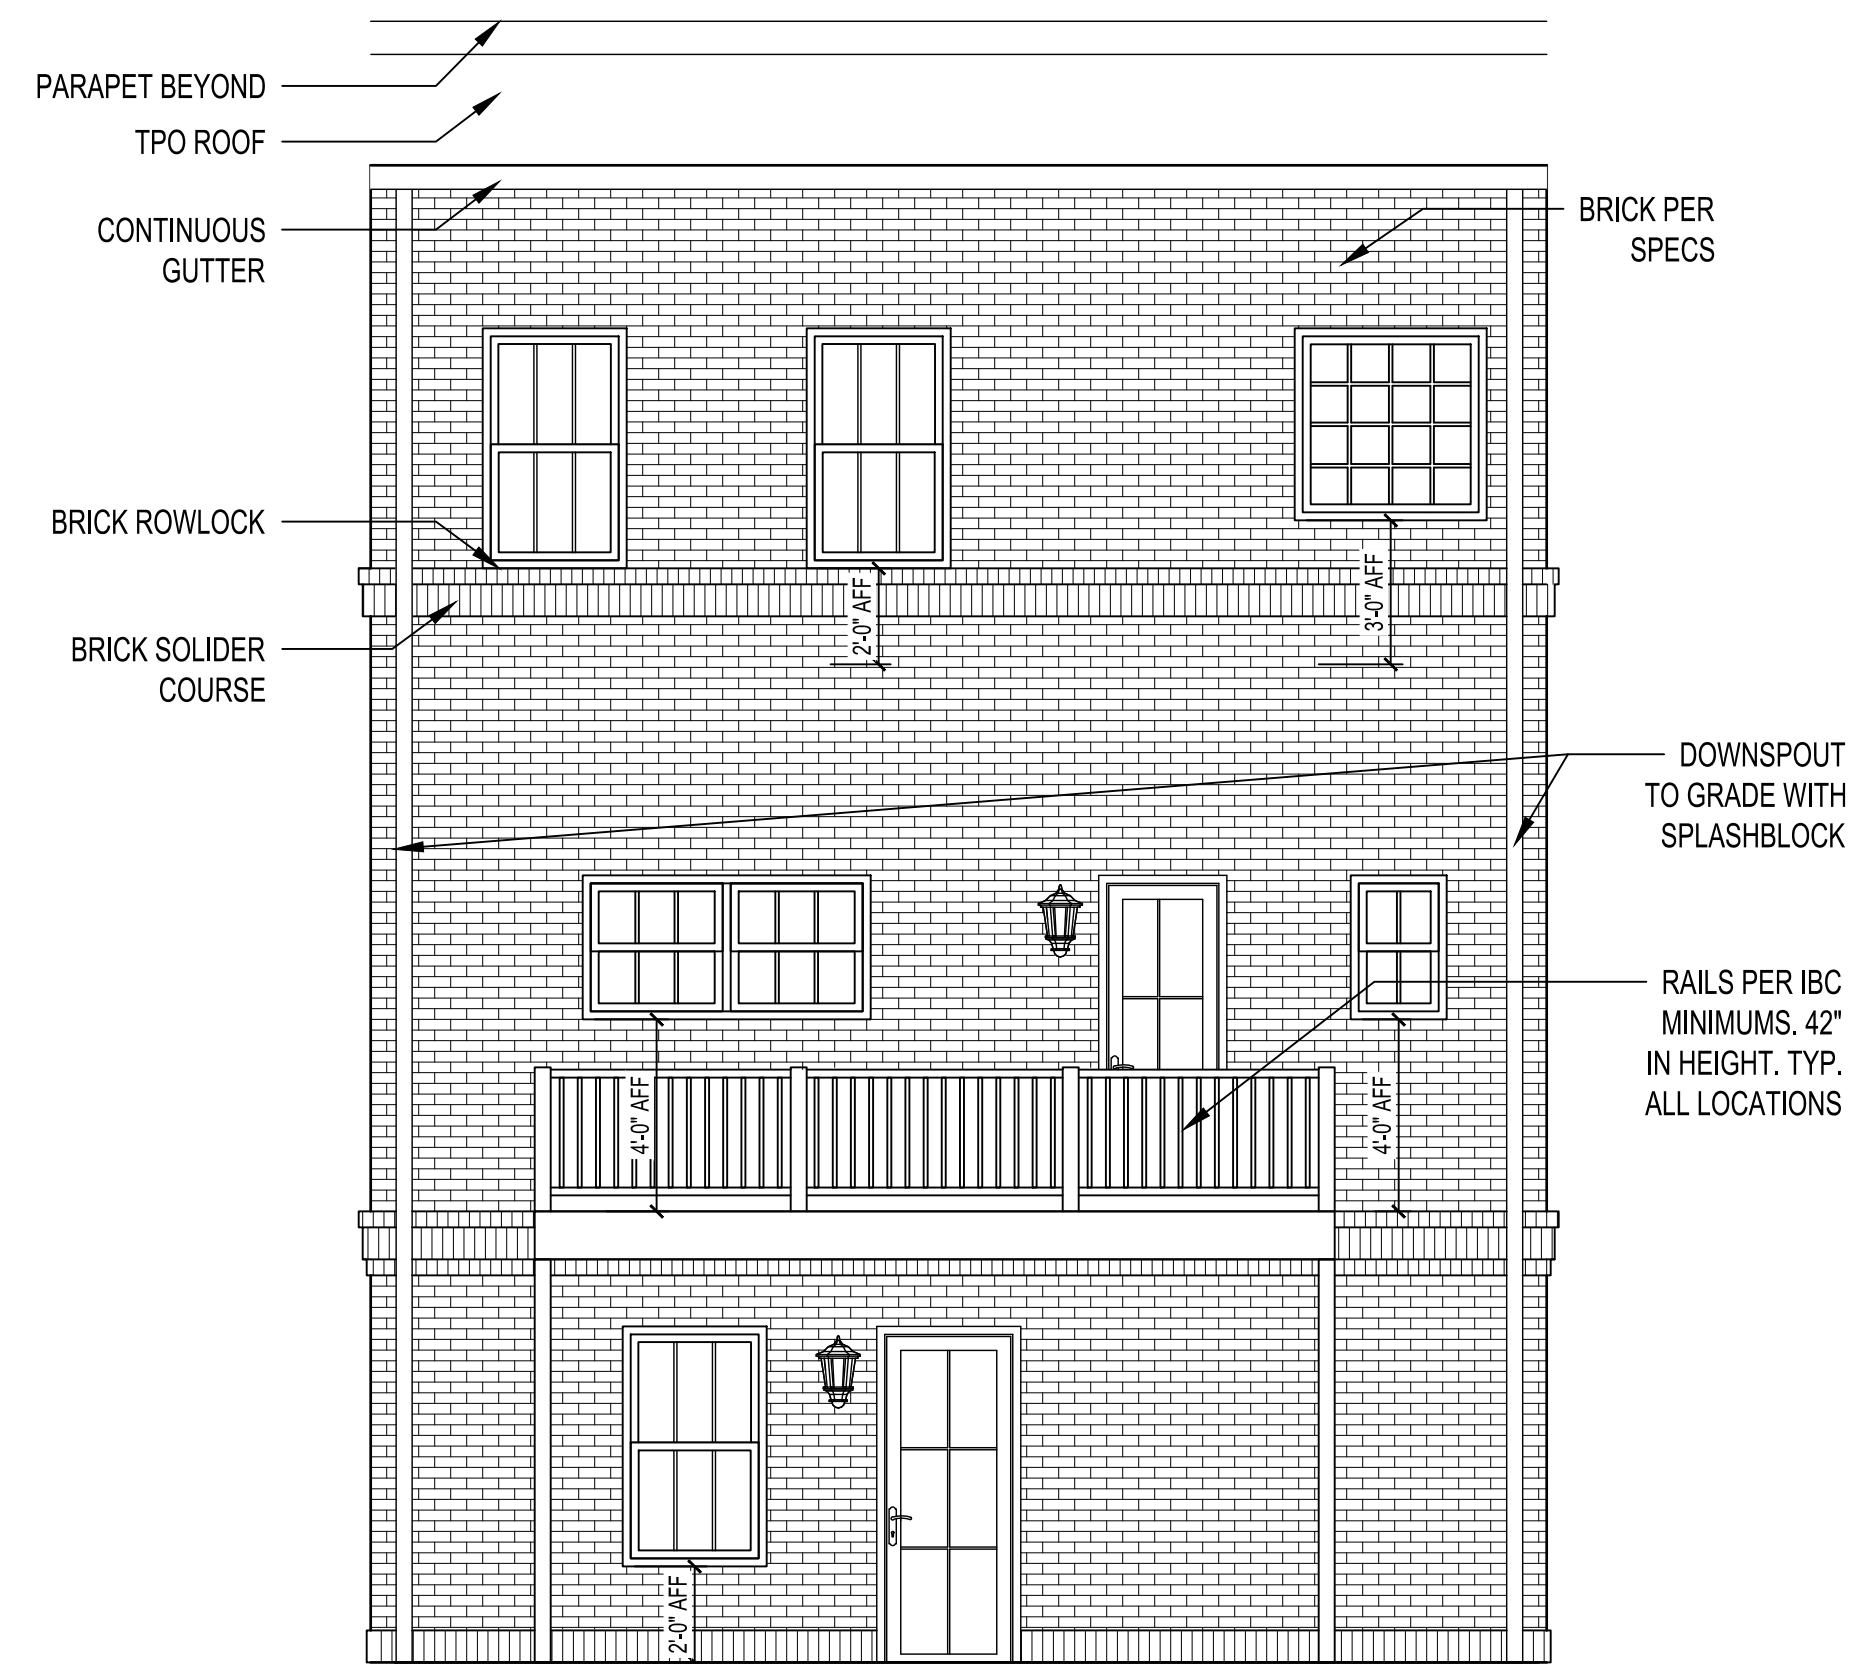 PARAPET BEYOND
TPO ROOF
CONTINUOUS
GUTTER
BRICK PER
SPECS
BRICK ROWLOCK
2'-0" AFF
3'-0" AFF
BRICK SOLIDER
COURSE
DOWNSPOUT
TO GRADE WITH
SPLASHBLOCK
RAILS PER IBC
MINIMUMS. 42"
IN HEIGHT. TYP.
ALL LOCATIONS
4'-0" AFF
4'-0" AFF
2'-0" AFF